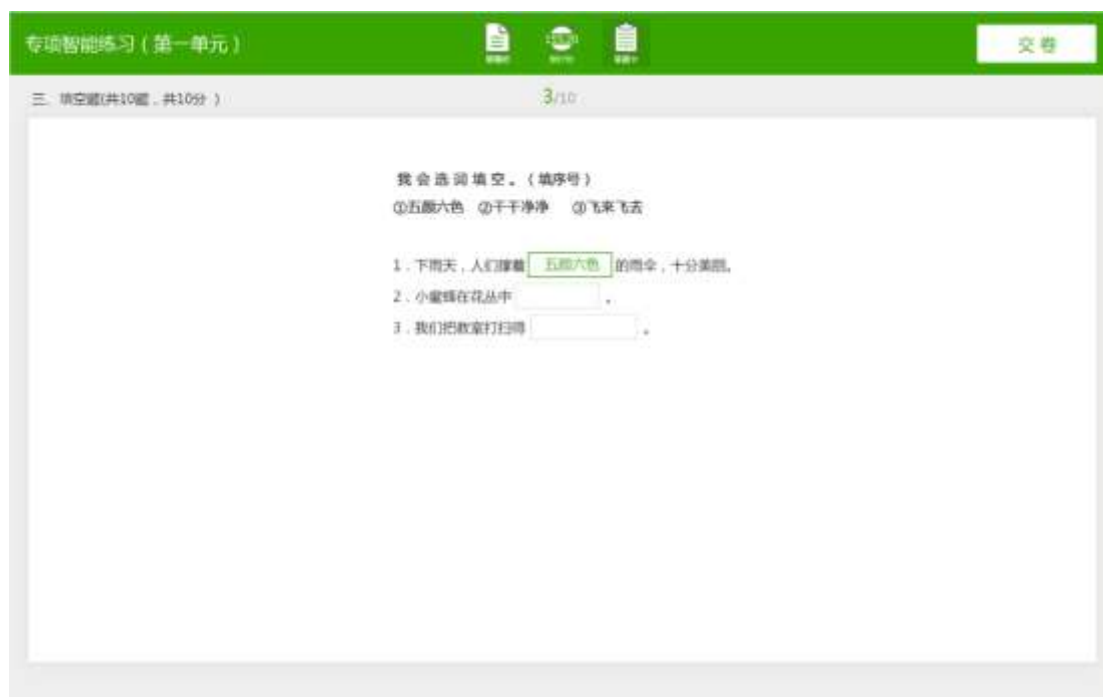 专项智能练习（第一单元）
交卷
三、填空题(共10题，共10分 )
3/10
我会选词填空。（填序号）
①五颜六色 ②干干净净 ③飞来飞去
1．下雨天，人们撑着 五颜六色 的雨伞，十分美丽。
2．小蜜蜂在花丛中 。
3．我们把教室打扫得 。